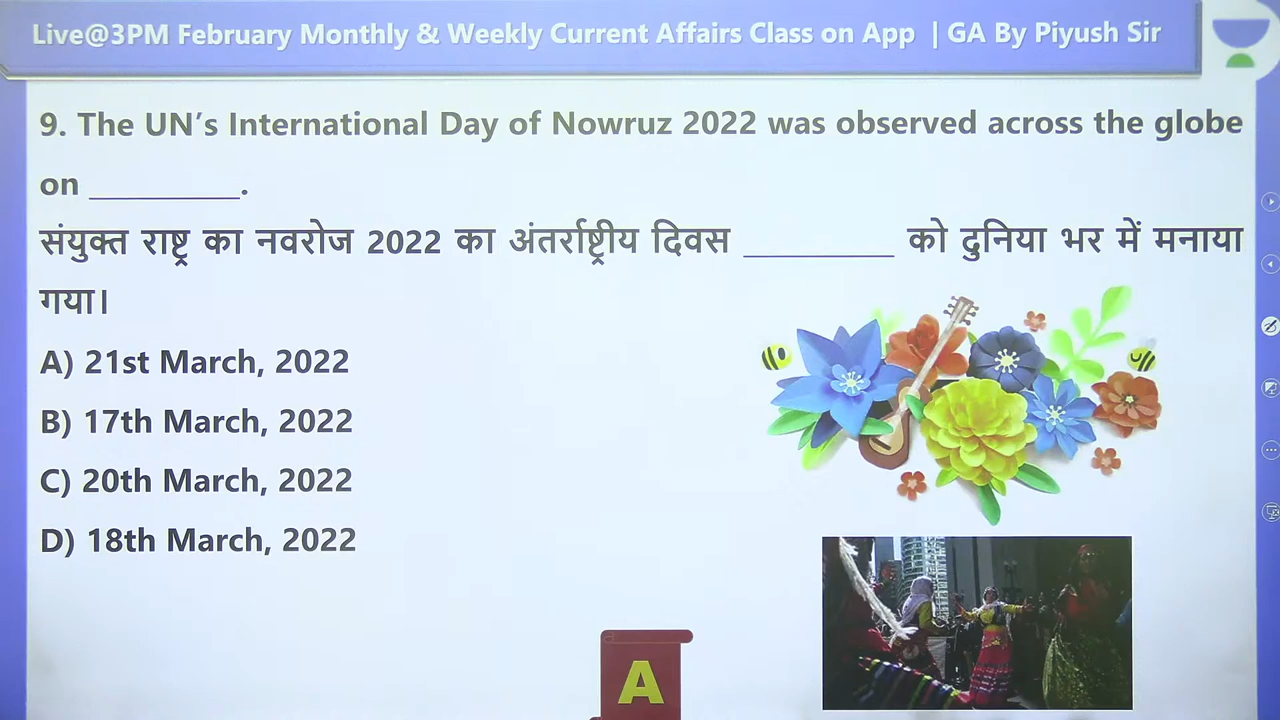 Live@3PM February Monthly & Weekly Current Affairs Class on App | GA By Piyush Sir
9. The UN’s International Day of Nowruz 2022 was observed across the globe
on _________.
संयुक्त राष्ट्र का नवरोज 2022 का अंतर्राष्ट्रीय दिवस _________ को दुनिया भर में मनाया
गया।
A) 21st March, 2022
B) 17th March, 2022
C) 20th March, 2022
D) 18th March, 2022
A